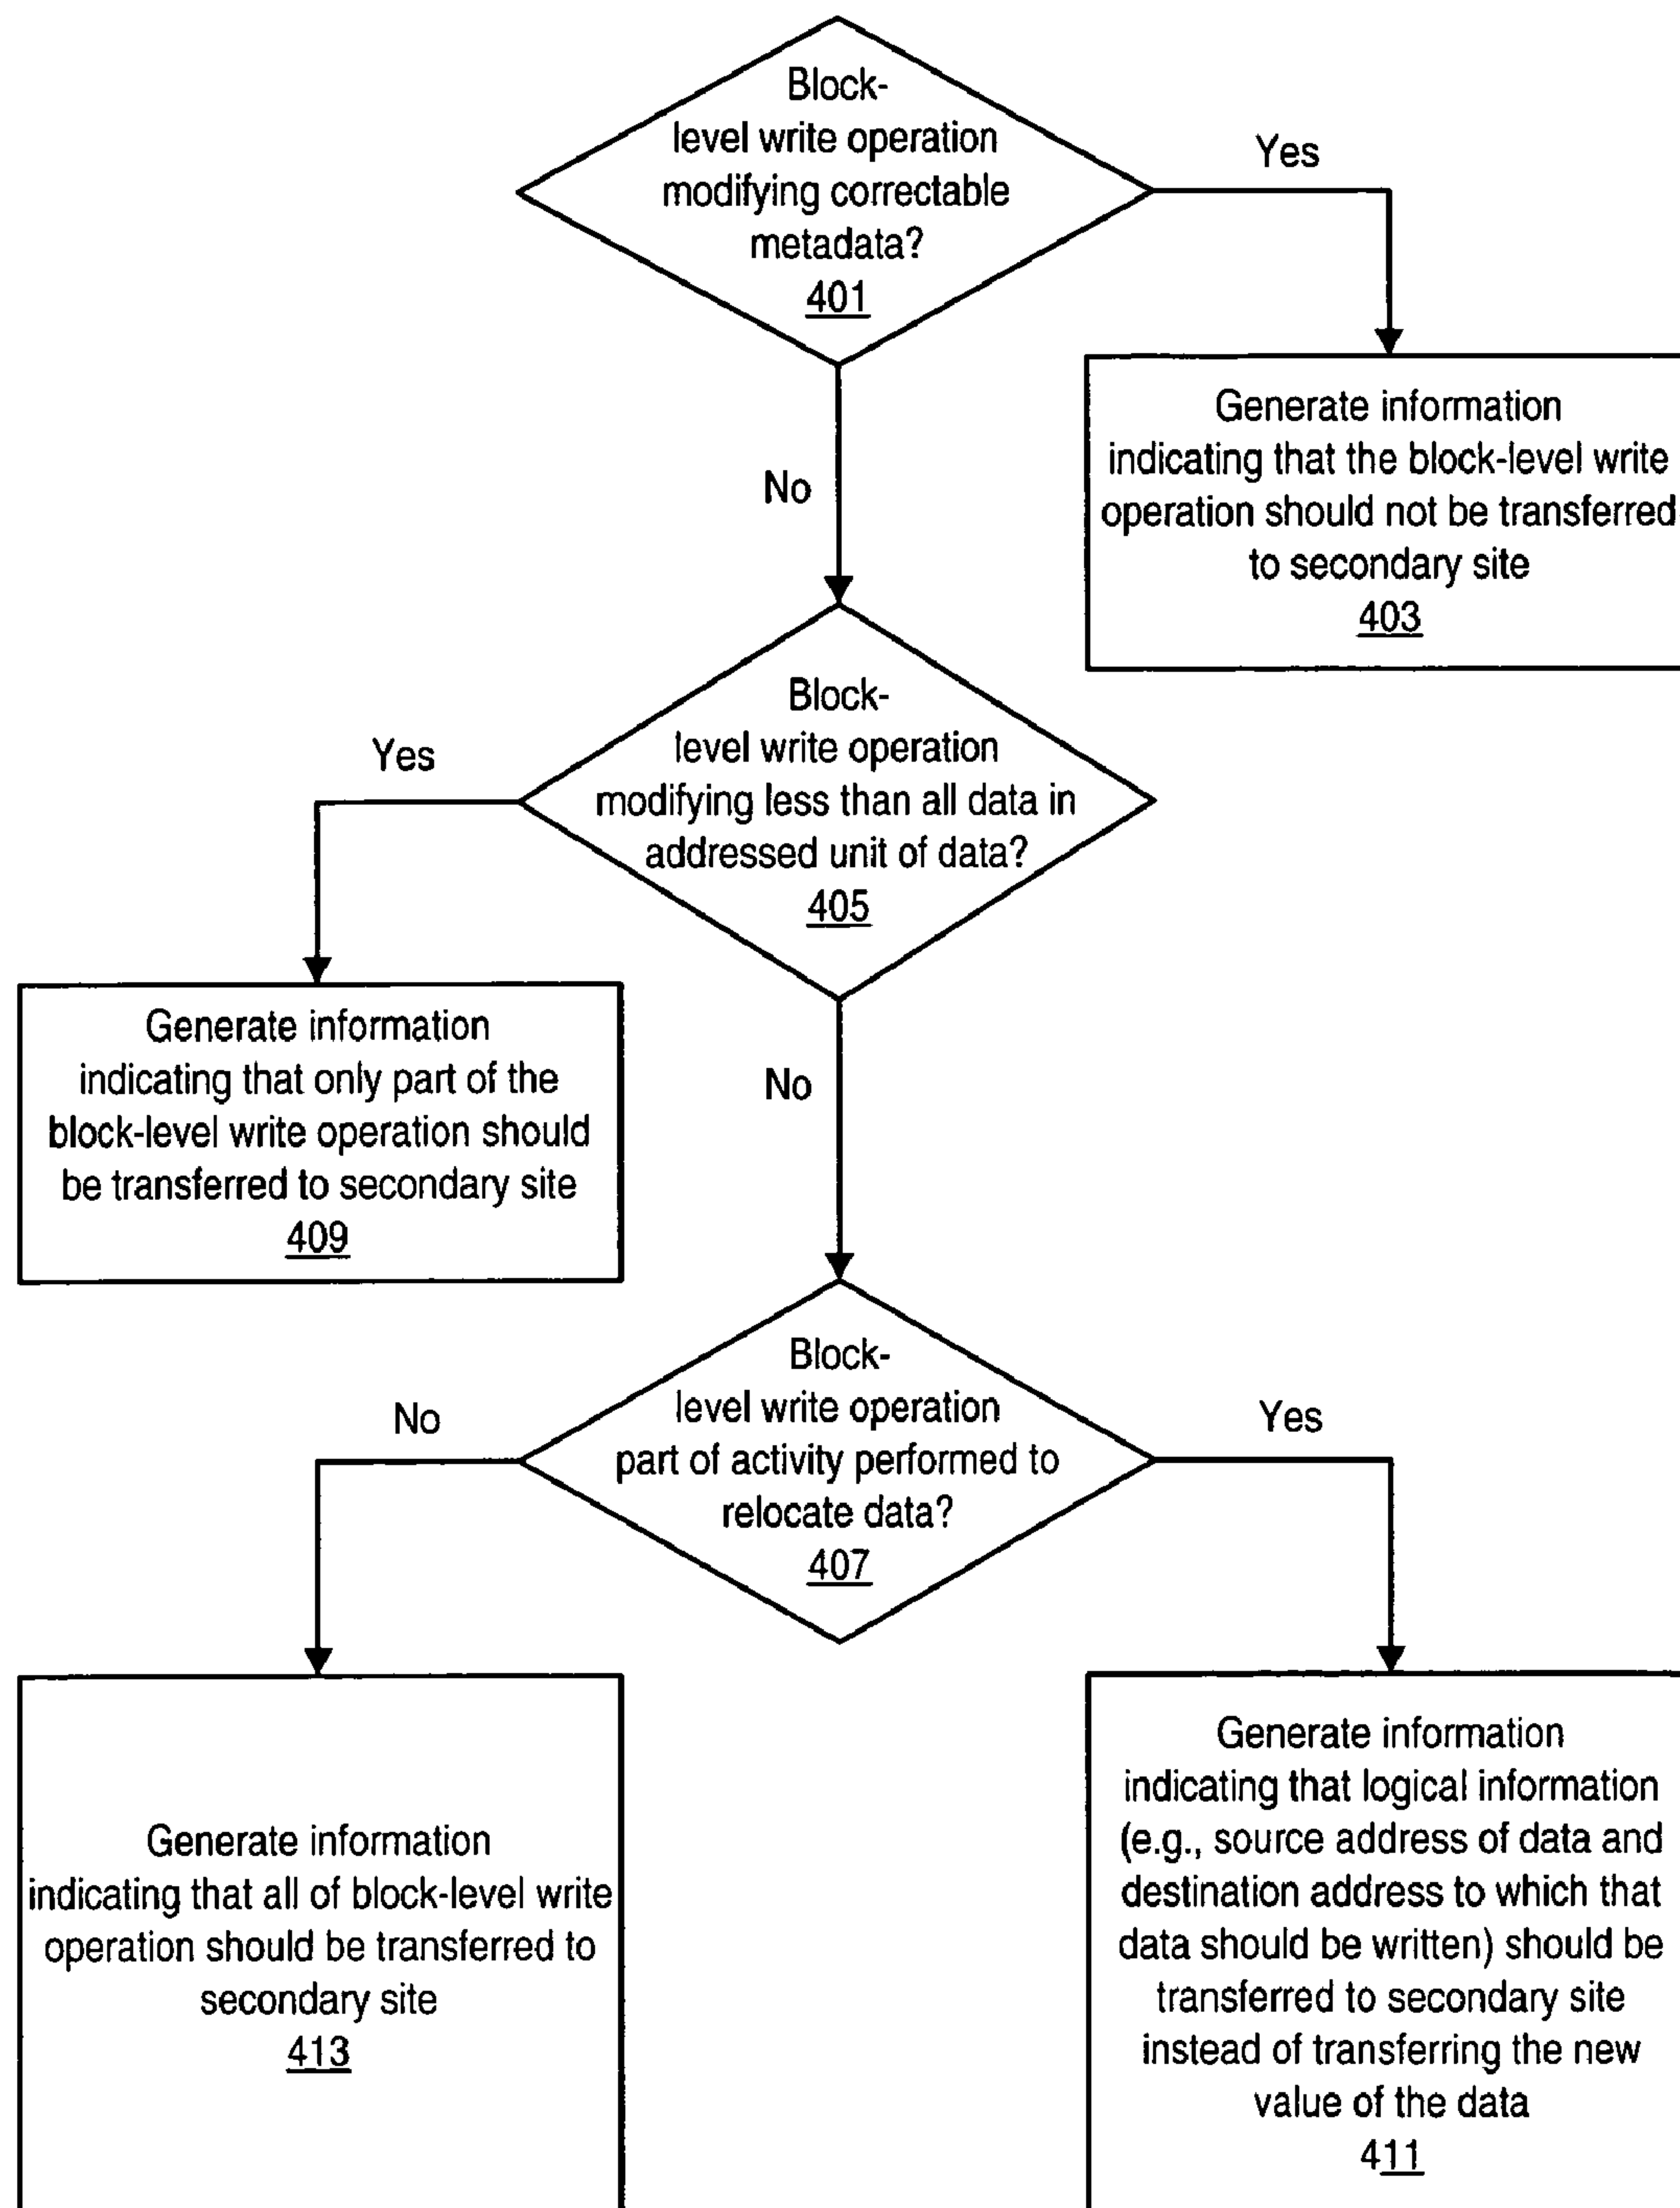 Block-
level write operation
modifying correctable
metadata?
401
Yes
No
Generate information
indicating that the block-level write
operation should not be transferred
to secondary site
403
Block-
level write operation
modifying less than all data in
addressed unit of data?
405
Yes
No
Generate information
indicating that only part of the
block-level write operation should
be transferred to secondary site
409
Block-
level write operation
part of activity performed to
relocate data?
407
No
Yes
Generate information
indicating that all of block-level write
operation should be transferred to
secondary site
413
Generate information
indicating that logical information
(e.g., source address of data and
destination address to which that
data should be written) should be
transferred to secondary site
instead of transferring the new
value of the data
411